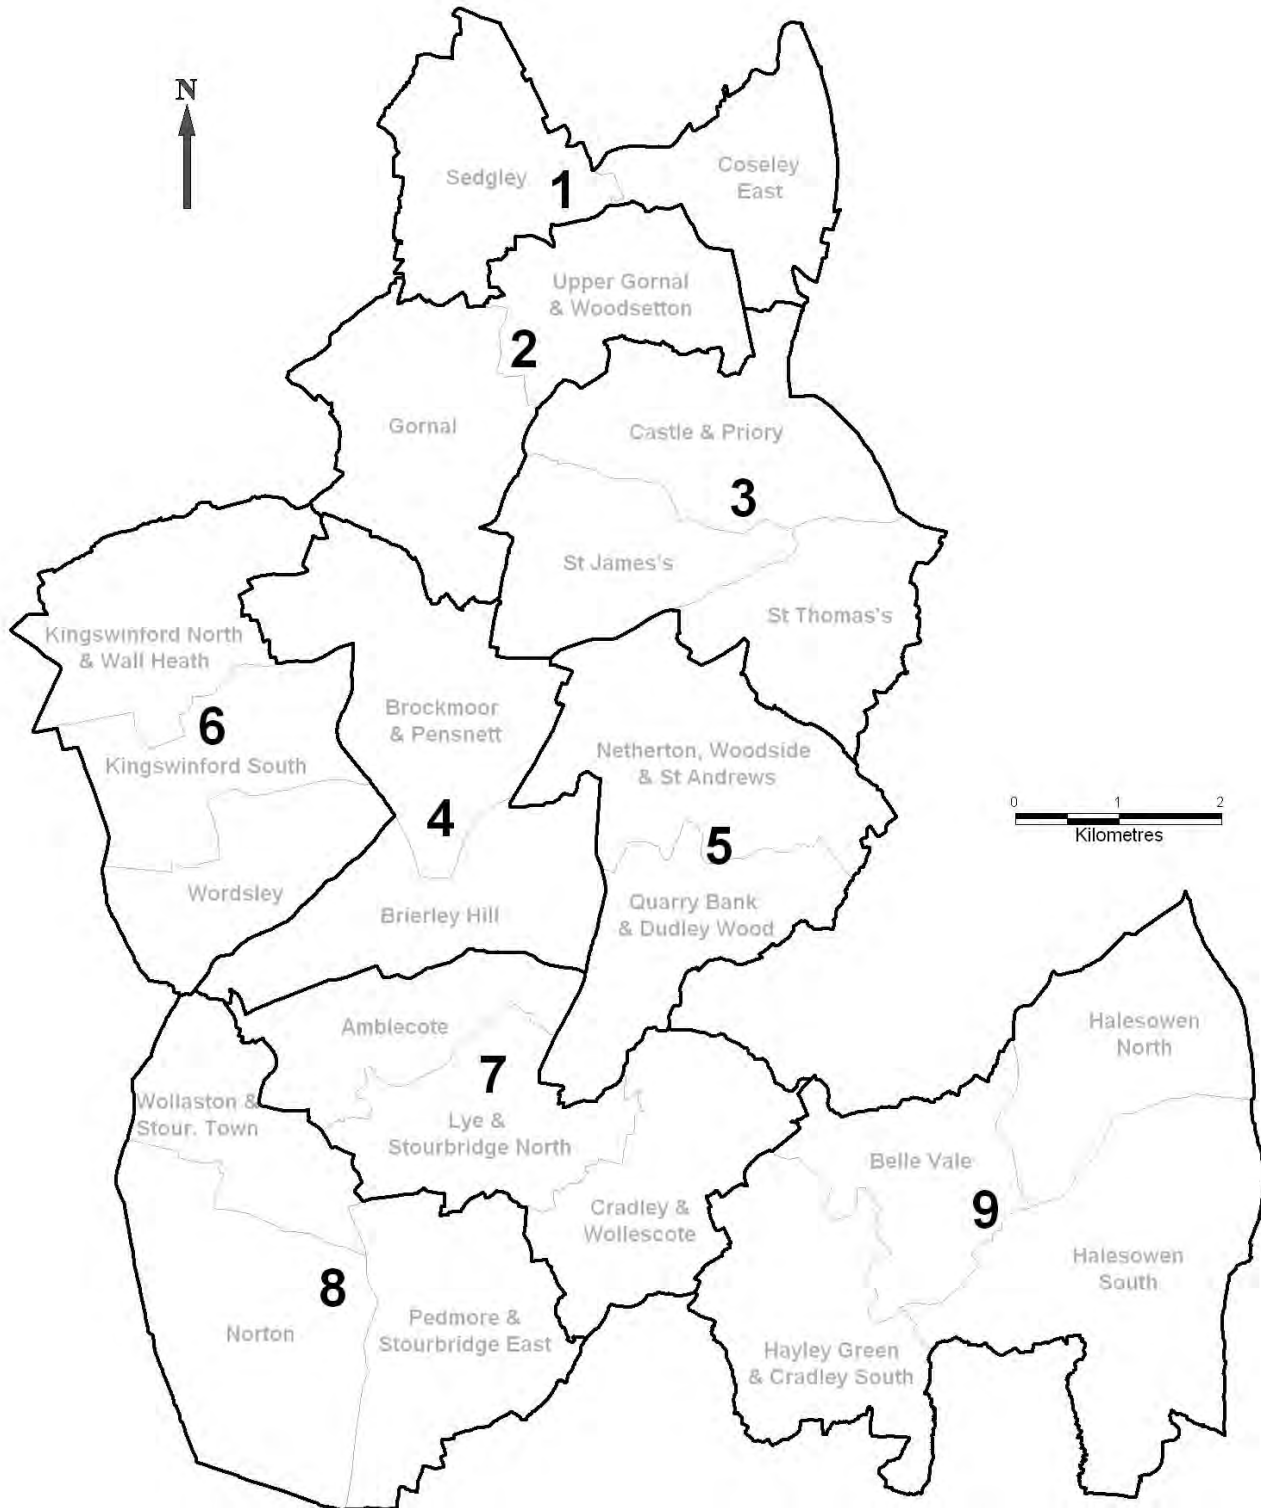 N
Sedgley
1
Coseley
East
Upper Gornal
& Woodsetton
2
Gornal
Castle & Priory
3
St James's
St Thomas's
Kingswinford North
& Wall Heath
6
Kingswinford South
Wordsley
Brockmoor
& Pensnett
4
Brierley Hill
Netherton, Woodside
& St Andrews
5
Quarry Bank
& Dudley Wood
0 1 2
Kilometres
Amblecote
7
Lye &
Stourbridge North
Cradley &
Wollescote
Wollaston &
Stour. Town
8
Norton
Pedmore &
Stourbridge East
Halesowen
North
Belle Vale
9
Halesowen
South
Hayley Green
& Cradley South